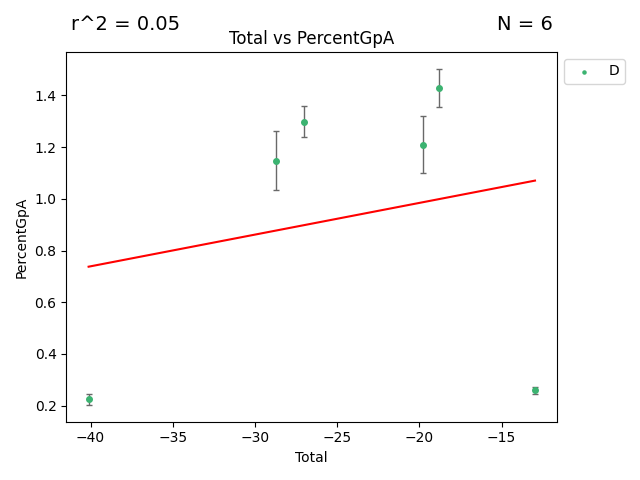 r^2 = 0.05
N = 6
Total vs PercentGpA
D
PercentGpA
1.4
1.2
1.0
0.8
0.6
0.4
0.2
−40
−35
−30
−25
−20
−15
Total